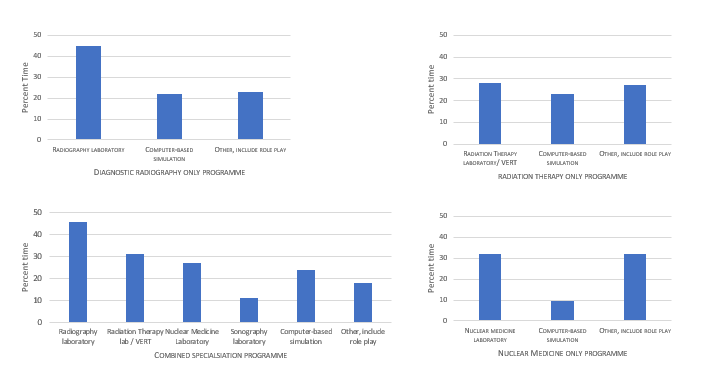 50
40
30
20
10
0
Percent Time
RADIOGRAPHY LABORATORY
COMPUTER-BASED
SIMULATION
OTHER, INCLUDE ROLE PLAY
DIAGNOSTIC RADIOGRAPHY ONLY PROGRAMME
50
40
30
20
10
0
Percent time
RADIATION THERAPY
LABORATORY/ VERT
COMPUTER-BASED
SIMULATION
OTHER, INCLUDE ROLE PLAY
RADIATION THERAPY ONLY PROGRAMME
50
40
30
20
10
0
Percent time
Radiography
laboratory
Radiation Therapy
lab / VERT
Nuclear Medicine
Laboratory
Sonography
laboratory
Computer-based
simulation
Other, include
role play
COMBINED SPECIALSIATION PROGRAMME
50
40
30
20
10
0
Percent time
NUCLEAR MEDICINE
LABORATORY
COMPUTER-BASED
SIMULATION
OTHER, INCLUDE ROLE PLAY
NUCLEAR MEDICINE ONLY PROGRAMME